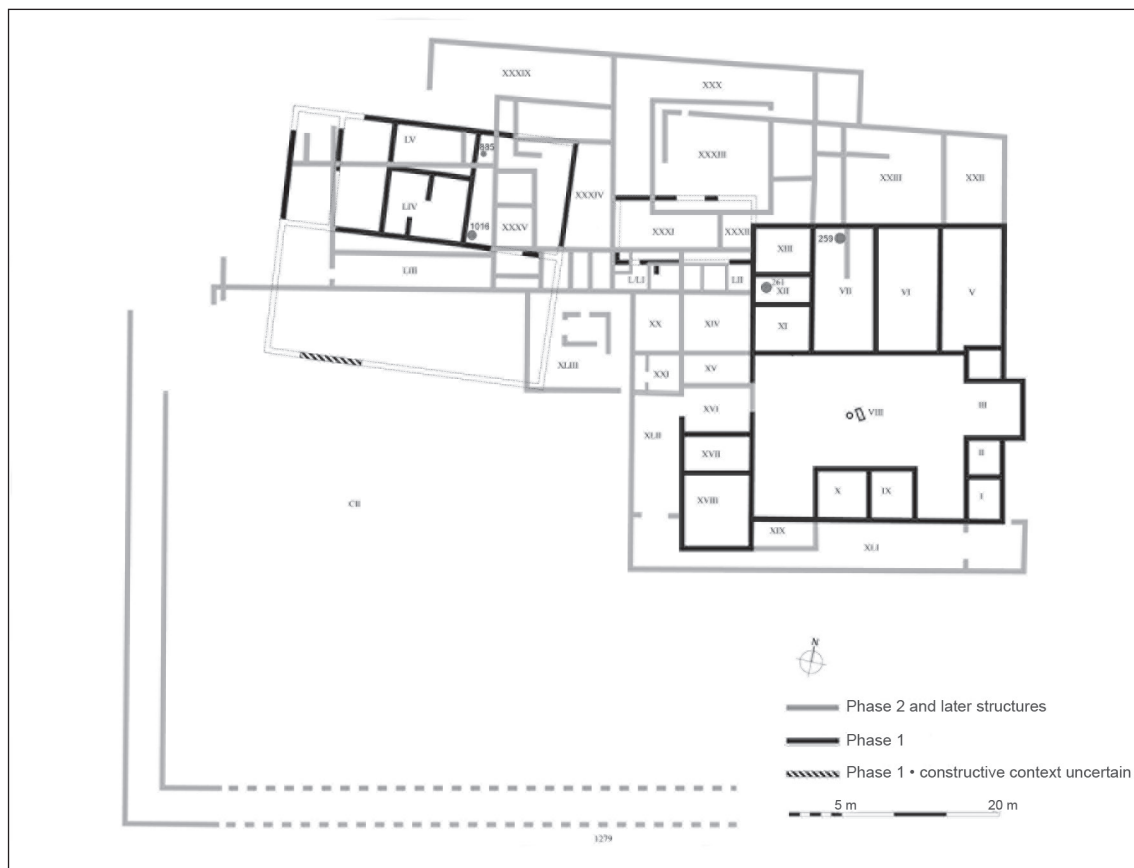 XXXIX
XXX
LV
885
XXXIII
XXIII
XXII
LIV
XXXIV
1016
XXXV
XXXI
XXXII
259
XIII
LIII
L/LI
LII
261
XII
VII
VI
V
XX
XIV
XI
XLIII
XXI
XV
III
XVI
VIII
XLII
XVII
II
X
IX
I
XVIII
CII
XIX
XLI
N
Phase 2 and later structures
Phase 1
Phase 1 • constructive context uncertain
5 m 20 m
1279